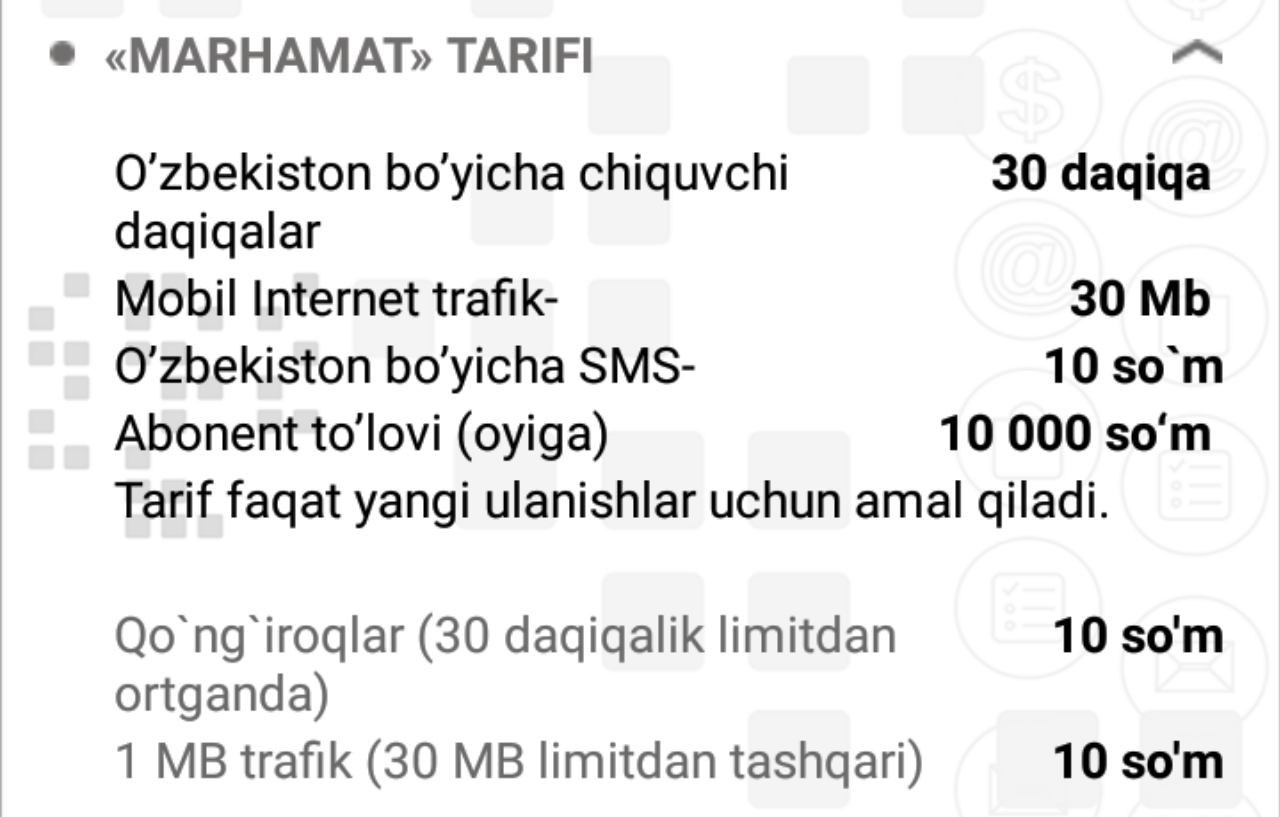 «MARHAMAT» TARIFI
O’zbekiston bo’yicha chiquvchi daqiqalar 30 daqiqa
Mobil Internet trafik- 30 Mb
O’zbekiston bo’yicha SMS- 10 so`m
Abonent to’lovi (oyiga) 10 000 so‘m
Tarif faqat yangi ulanishlar uchun amal qiladi.
Qo`ng`iroqlar (30 daqiqalik limitdan ortganda) 10 so'm
1 MB trafik (30 MB limitdan tashqari) 10 so'm